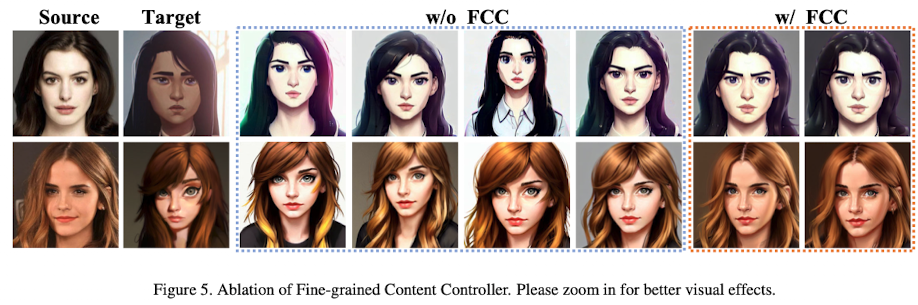 Source Target w/o FCC w/ FCC
Figure 5. Ablation of Fine-grained Content Controller. Please zoom in for better visual effects.